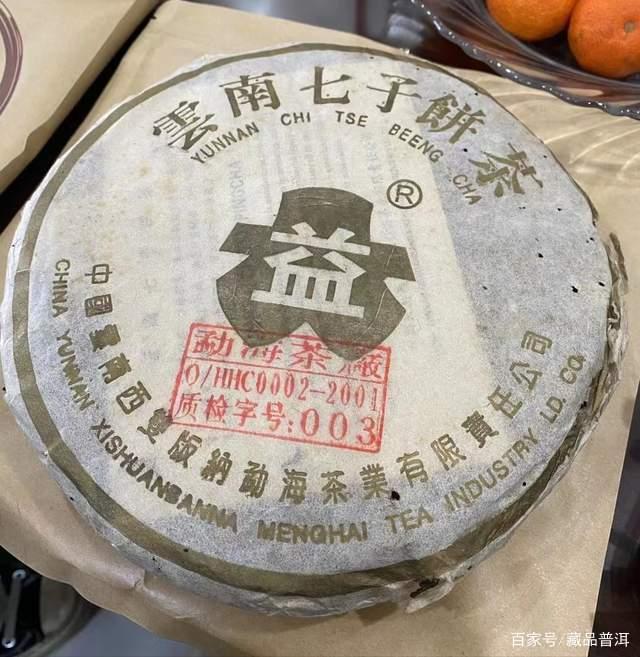 雲南七子餅茶
YUNNAN CHI TSE BEENG CHA
®
益
勐海茶廠
O/HHC0002-2001
质检字号:003
中國雲南西雙版納勐海茶業有限責任公司
CHINA YUNNAN XISHUANBANNA MENGHAI TEA INDUSTRY LD.CO.
百家号/藏品普洱